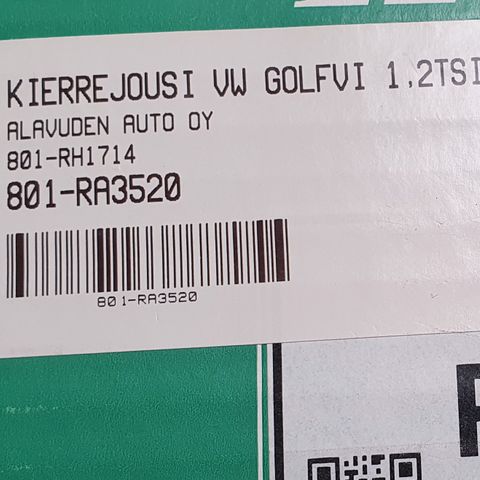 KIERREJOUSI VW GOLFVI 1.2TSI
ALAVUDEN AUTO OY
801-RH1714
801-RA3520
801-RA3520